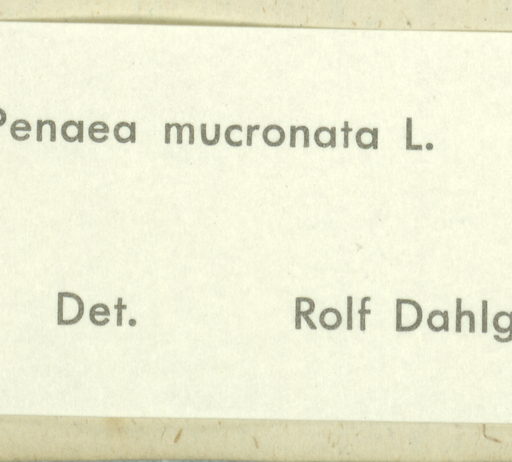 Penaea mucronata L.
Det. Rolf Dahlg